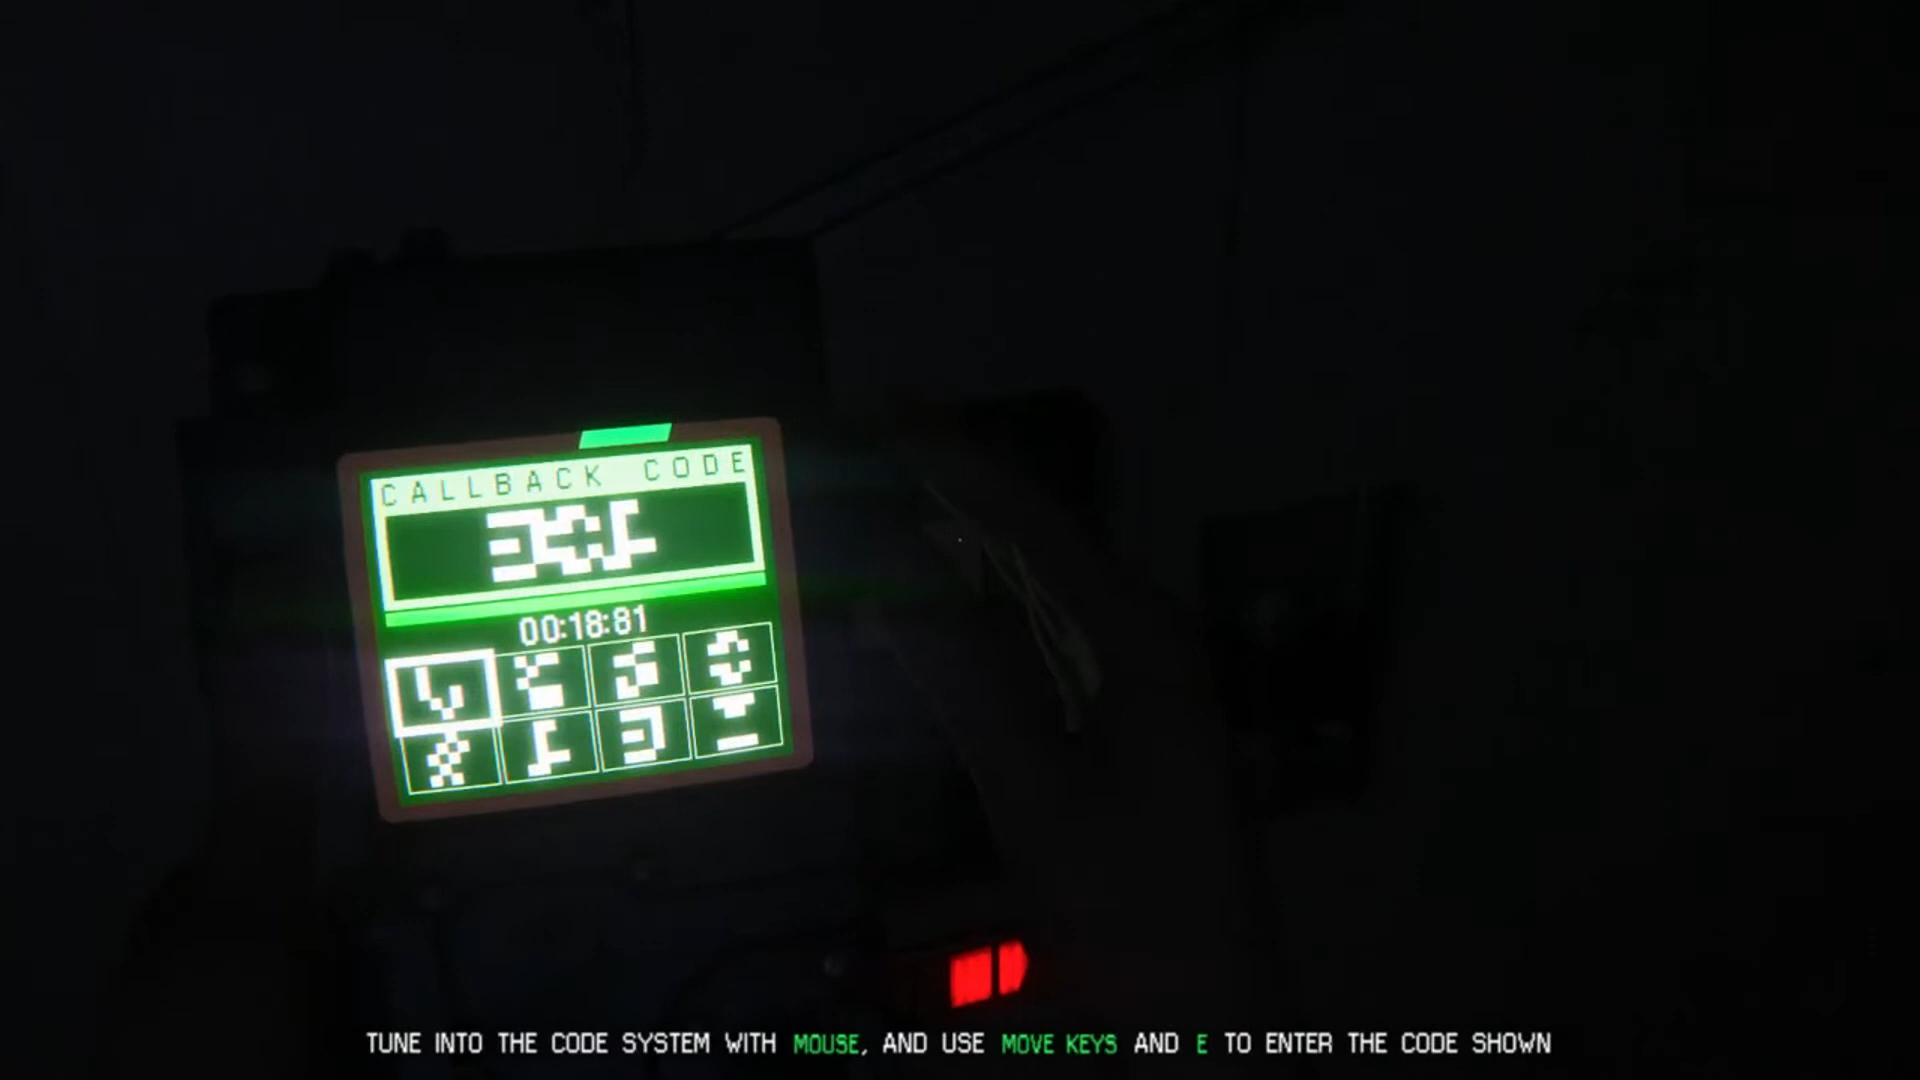 CALLBACK CODE
00:18:81
TUNE INTO THE CODE SYSTEM WITH MOUSE, AND USE MOVE KEYS AND E TO ENTER THE CODE SHOWN